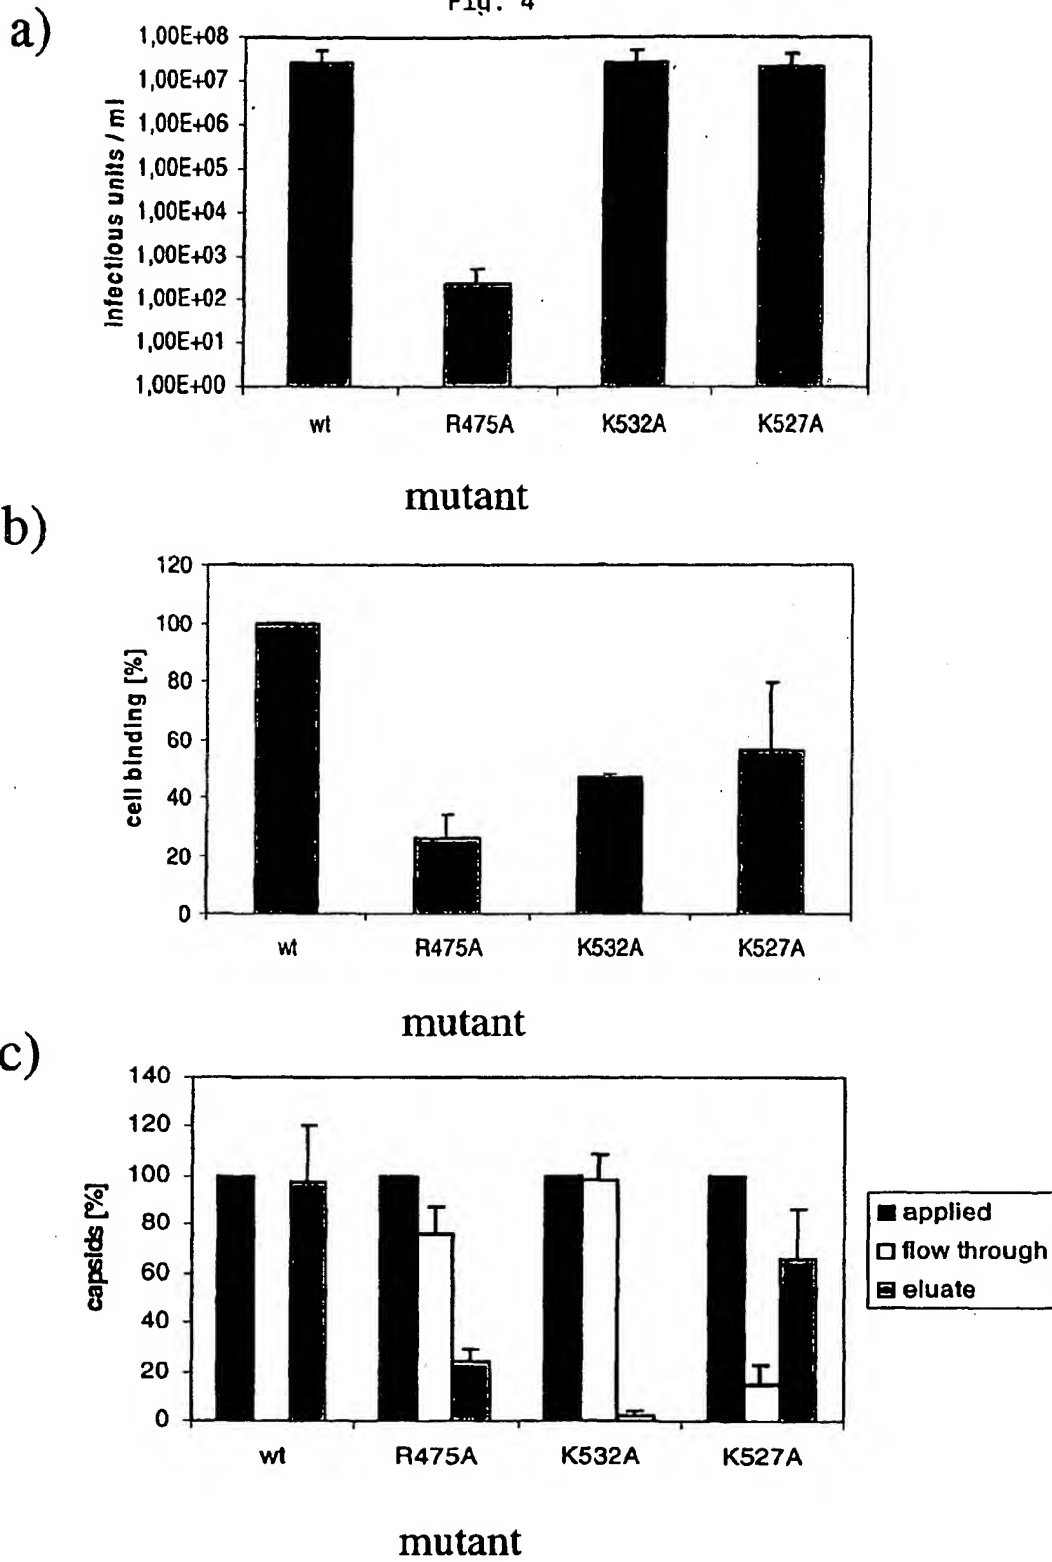 Fig. 4
a)
1,00E+08
1,00E+07
1,00E+06
1,00E+05
1,00E+04
1,00E+03
1,00E+02
1,00E+01
1,00E+00
infectious units / ml
wt R475A K532A K527A
mutant
b)
120
100
80
60
40
20
0
cell binding [%]
wt R475A K532A K527A
mutant
c)
140
120
100
80
60
40
20
0
capsids [%]
applied
flow through
eluate
wt R475A K532A K527A
mutant